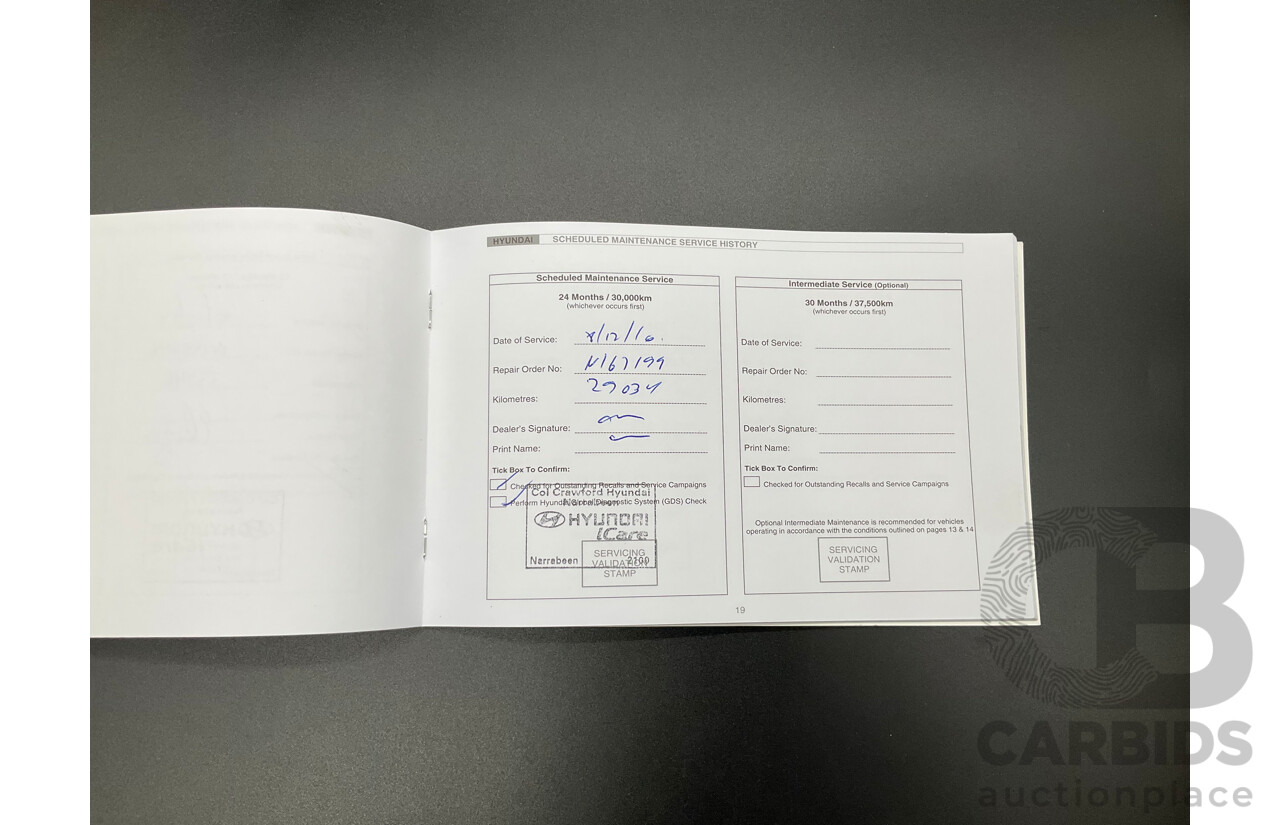 HYUNDAI SCHEDULED MAINTENANCE SERVICE HISTORY
Scheduled Maintenance Service
24 Months / 30,000km
(whichever occurs first)
Date of Service: 8/12/16.
Repair Order No: N167199
29034
Kilometres:
Dealer's Signature:
Print Name:
Tick Box To Confirm:
Checked for Outstanding Recalls and Service Campaigns
Perform Hyundai Global Diagnostic System (GDS) Check
Col Crawford Hyundai
HYUNDAI
iCare
Narrabeen 2100
SERVICING
VALIDATION
STAMP
Intermediate Service (Optional)
30 Months / 37,500km
(whichever occurs first)
Date of Service:
Repair Order No:
Kilometres:
Dealer's Signature:
Print Name:
Tick Box To Confirm:
Checked for Outstanding Recalls and Service Campaigns
Optional Intermediate Maintenance is recommended for vehicles
operating in accordance with the conditions outlined on pages 13 & 14
SERVICING
VALIDATION
STAMP
19
CB
CARBIDS
auctionplace